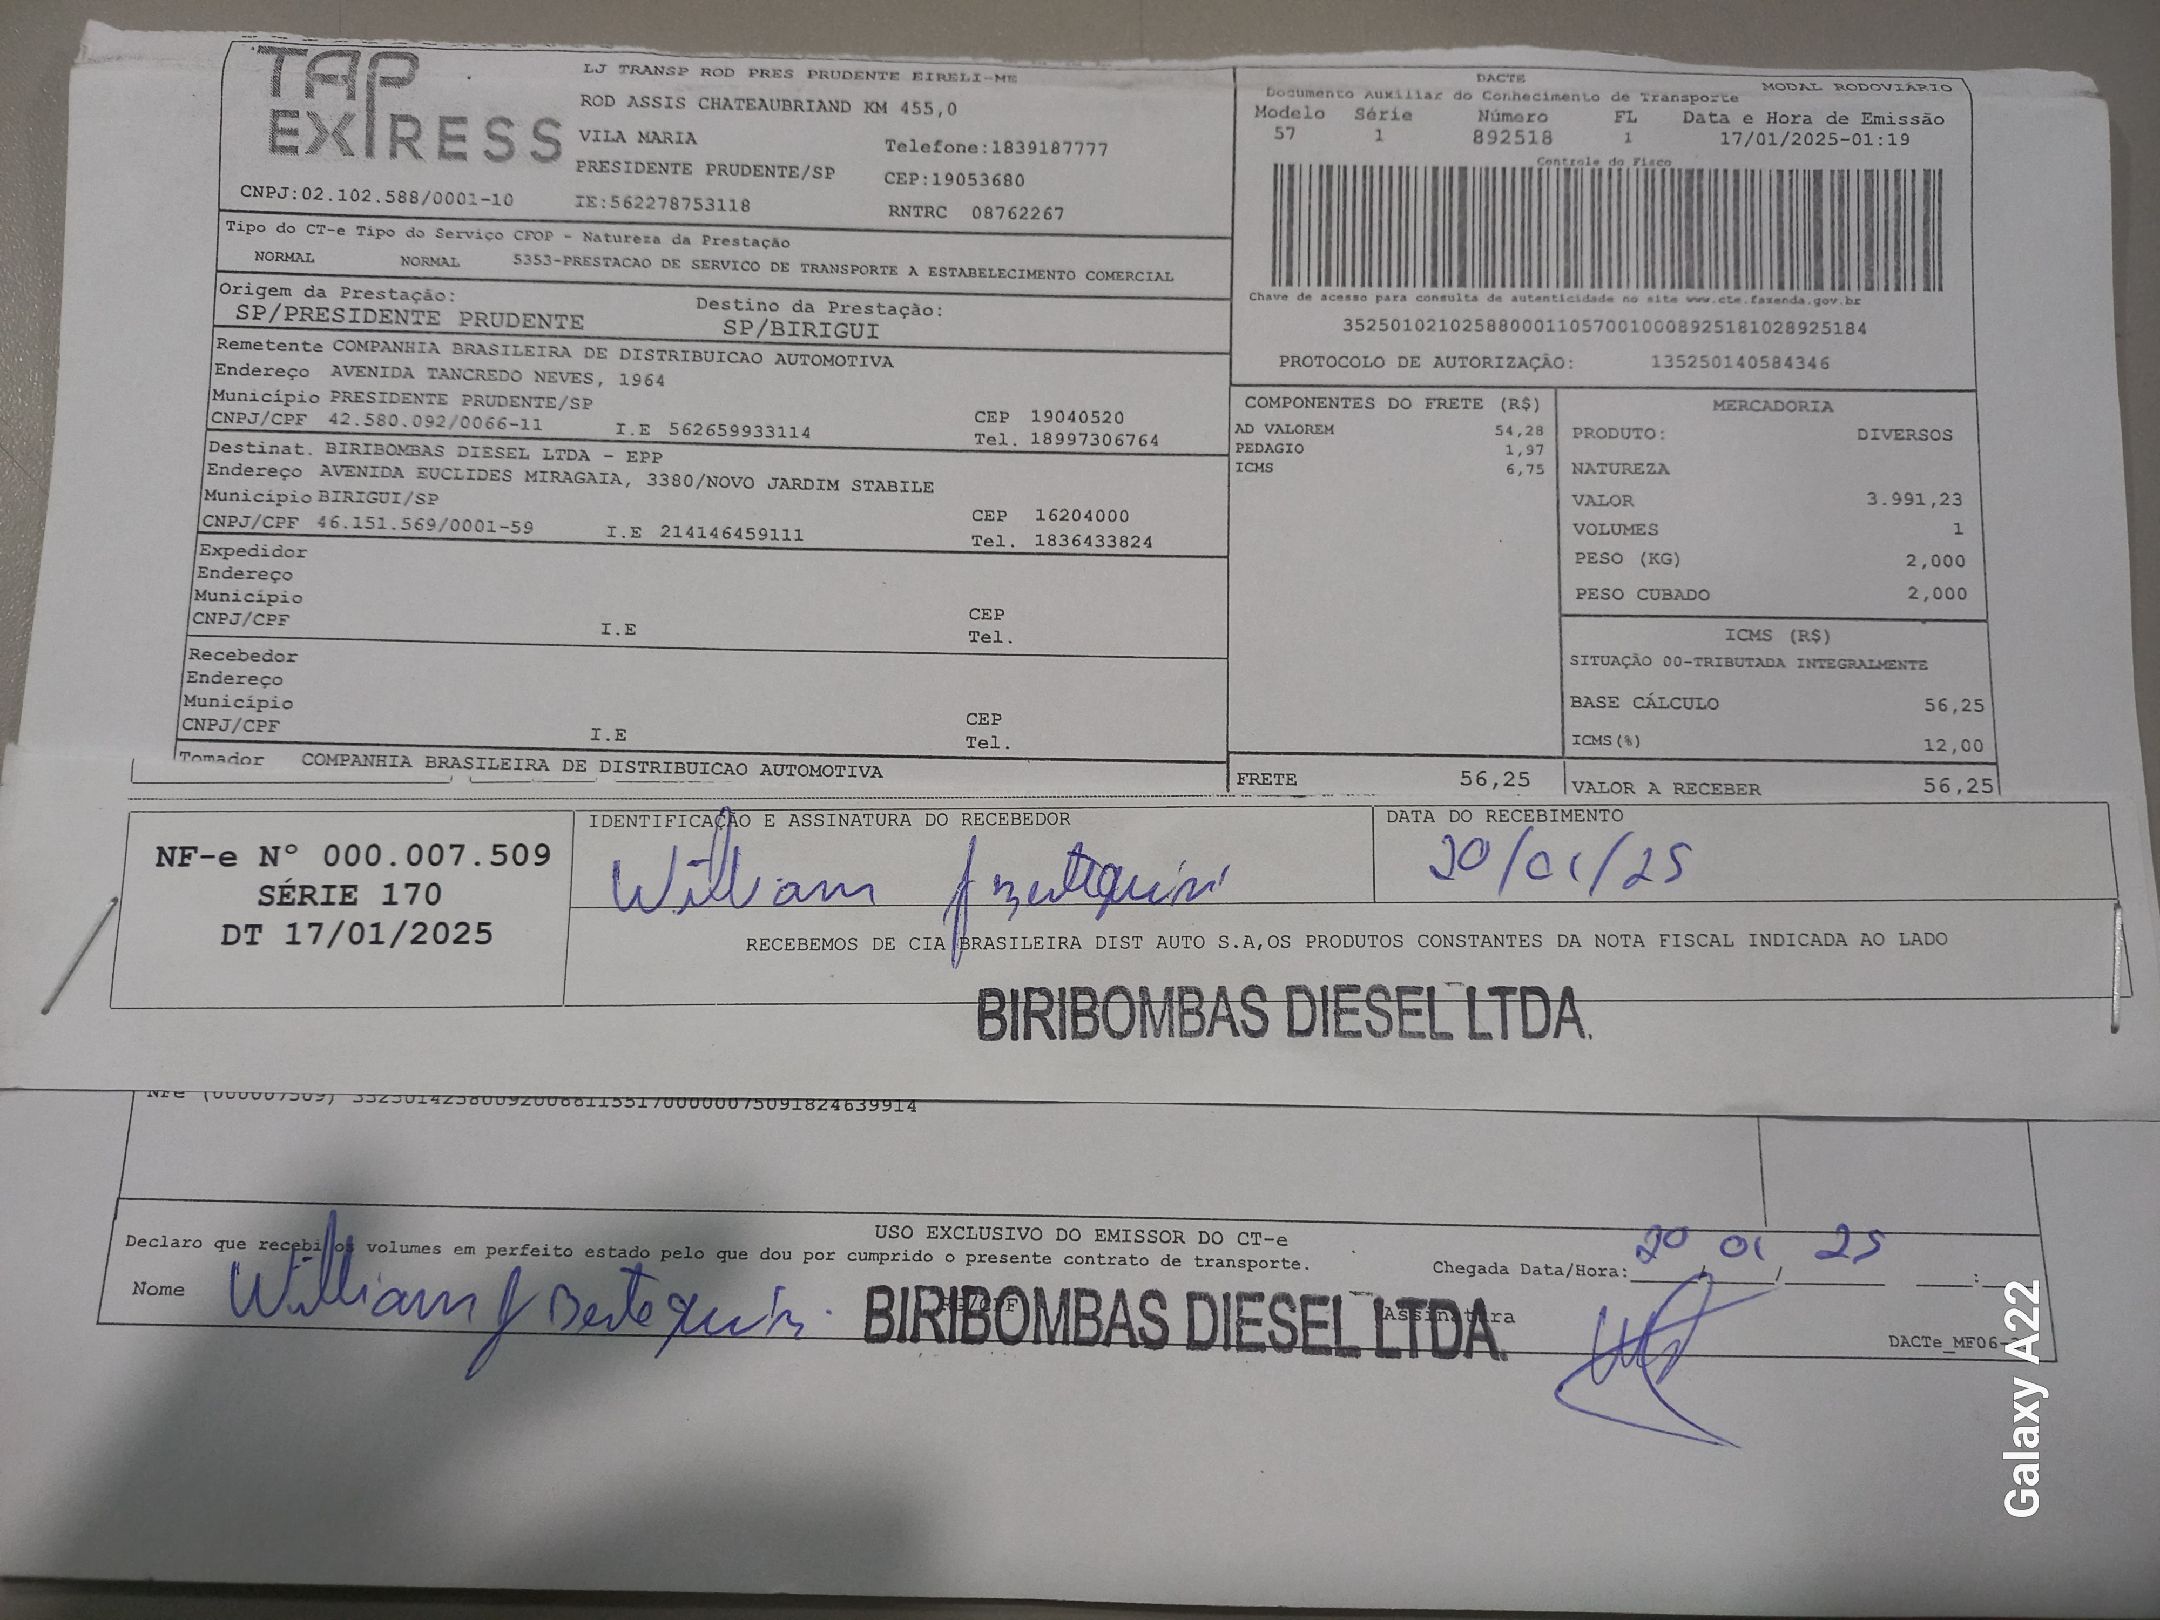 TAP EXPRESS
LJ TRANSP ROD PRES PRUDENTE EIRELI-ME
ROD ASSIS CHATEAUBRIAND KM 455,0
VILA MARIA Telefone:1839187777
PRESIDENTE PRUDENTE/SP CEP:19053680
CNPJ:02.102.588/0001-10 IE:562278753118 RNTRC 08762267
DACTE MODAL RODOVIÁRIO
Documento Auxiliar do Conhecimento de Transporte
Modelo Série Número FL Data e Hora de Emissão
57 1 892518 1 17/01/2025-01:19
Controle do Fisco
Chave de acesso para consulta de autenticidade no site www.cte.fazenda.gov.br
35250102102588000110570010008925181028925184
PROTOCOLO DE AUTORIZAÇÃO: 135250140584346
Tipo do CT-e Tipo do Serviço CFOP - Natureza da Prestação
NORMAL NORMAL 5353-PRESTACAO DE SERVICO DE TRANSPORTE A ESTABELECIMENTO COMERCIAL
Origem da Prestação: Destino da Prestação:
SP/PRESIDENTE PRUDENTE SP/BIRIGUI
Remetente COMPANHIA BRASILEIRA DE DISTRIBUICAO AUTOMOTIVA
Endereço AVENIDA TANCREDO NEVES, 1964
Município PRESIDENTE PRUDENTE/SP CEP 19040520
CNPJ/CPF 42.580.092/0066-11 I.E 562659933114 Tel. 18997306764
Destinat. BIRIBOMBAS DIESEL LTDA - EPP
Endereço AVENIDA EUCLIDES MIRAGAIA, 3380/NOVO JARDIM STABILE
Município BIRIGUI/SP CEP 16204000
CNPJ/CPF 46.151.569/0001-59 I.E 214146459111 Tel. 1836433824
Expedidor
Endereço
Município CEP
CNPJ/CPF I.E Tel.
Recebedor
Endereço
Município CEP
CNPJ/CPF I.E Tel.
Tomador COMPANHIA BRASILEIRA DE DISTRIBUICAO AUTOMOTIVA
COMPONENTES DO FRETE (R$)
AD VALOREM 54,28
PEDAGIO 1,97
ICMS 6,75
FRETE 56,25
MERCADORIA
PRODUTO: DIVERSOS
NATUREZA
VALOR 3.991,23
VOLUMES 1
PESO (KG) 2,000
PESO CUBADO 2,000
ICMS (R$)
SITUAÇÃO 00-TRIBUTADA INTEGRALMENTE
BASE CÁLCULO 56,25
ICMS(%) 12,00
VALOR A RECEBER 56,25
NF-e N° 000.007.509
SÉRIE 170
DT 17/01/2025
IDENTIFICAÇÃO E ASSINATURA DO RECEBEDOR
William
DATA DO RECEBIMENTO
20/01/25
RECEBEMOS DE CIA BRASILEIRA DIST AUTO S.A,OS PRODUTOS CONSTANTES DA NOTA FISCAL INDICADA AO LADO
BIRIBOMBAS DIESEL LTDA.
NFe (000007509)
USO EXCLUSIVO DO EMISSOR DO CT-e
Declaro que recebi os volumes em perfeito estado pelo que dou por cumprido o presente contrato de transporte.
Chegada Data/Hora: 20/01/25 :
Nome William
BIRIBOMBAS DIESEL LTDA.
Assinatura
DACTe_MF06-
Galaxy A22